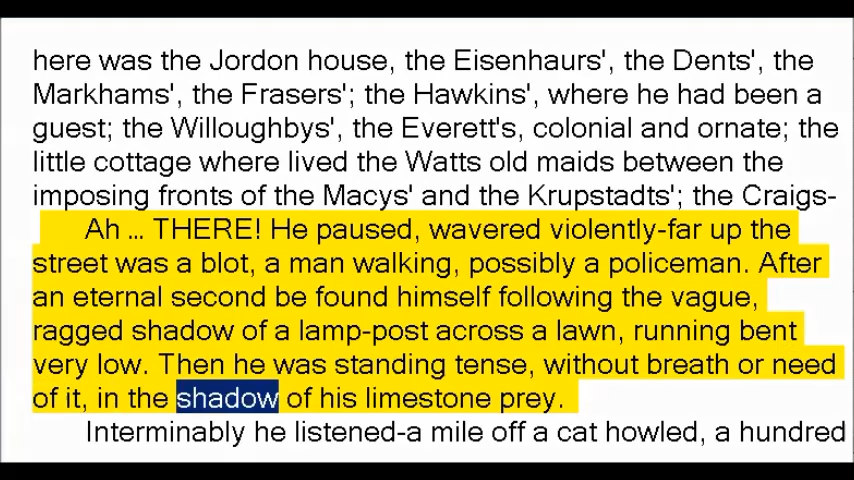 here was the Jordon house, the Eisenhaurs', the Dents', the
Markhams', the Frasers'; the Hawkins', where he had been a
guest; the Willoughbys', the Everett's, colonial and ornate; the
little cottage where lived the Watts old maids between the
imposing fronts of the Macys' and the Krupstadts'; the Craigs-
Ah ... THERE! He paused, wavered violently-far up the
street was a blot, a man walking, possibly a policeman. After
an eternal second be found himself following the vague,
ragged shadow of a lamp-post across a lawn, running bent
very low. Then he was standing tense, without breath or need
of it, in the shadow of his limestone prey.
Interminably he listened-a mile off a cat howled, a hundred